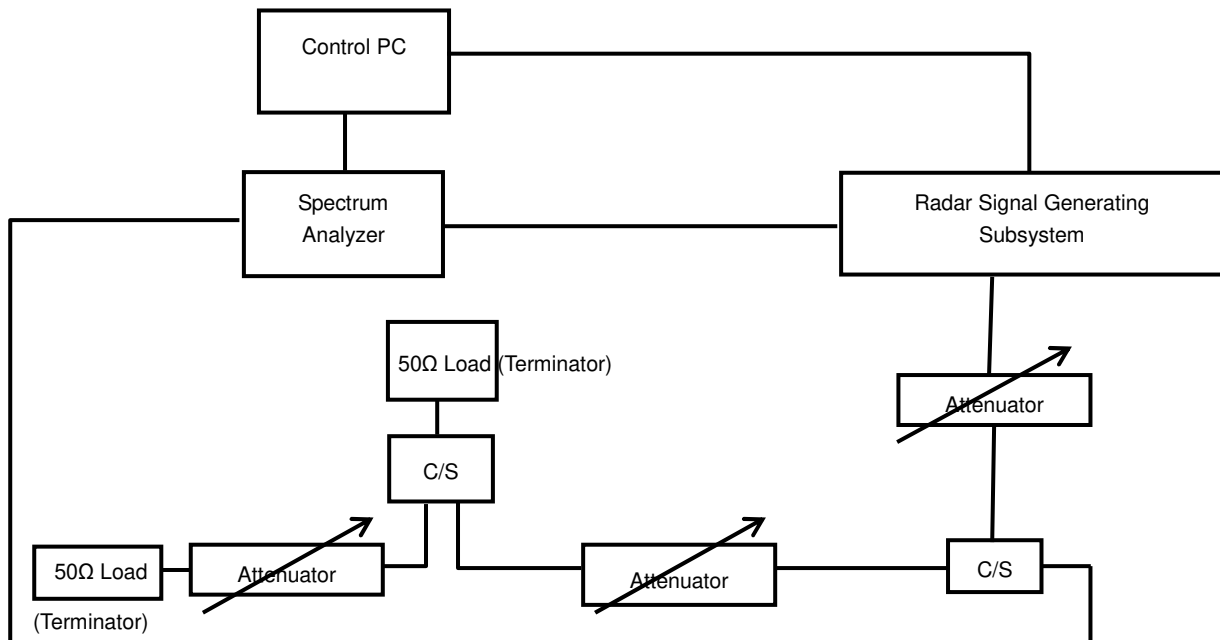 Control PC
Spectrum
Analyzer
Radar Signal Generating
Subsystem
50Ω Load (Terminator)
Attenuator
C/S
50Ω Load
Attenuator
Attenuator
C/S
(Terminator)